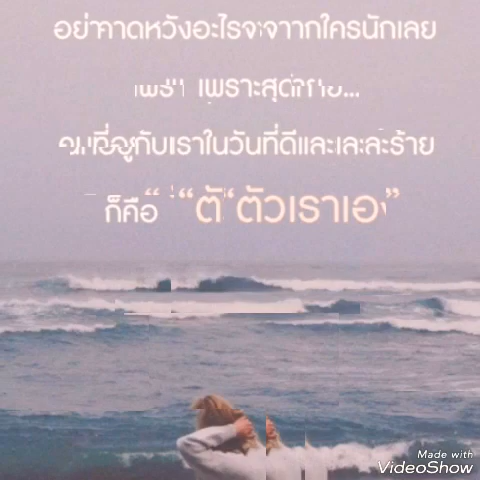 อย่าคาดหวังอะไรจากใครนักเลย
เพราะสุดท้าย...
ที่อยู่กับเราในวันที่ดีและร้าย
ก็คือ “ตัวเราเอง”
Made with
VideoShow